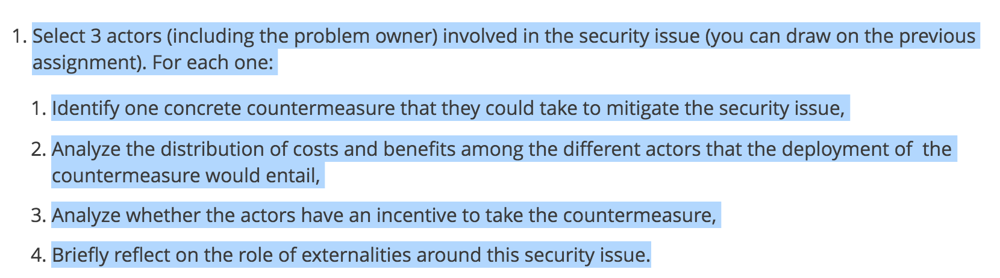 1. Select 3 actors (including the problem owner) involved in the security issue (you can draw on the previous
assignment). For each one:
1. Identify one concrete countermeasure that they could take to mitigate the security issue,
2. Analyze the distribution of costs and benefits among the different actors that the deployment of  the
countermeasure would entail,
3. Analyze whether the actors have an incentive to take the countermeasure,
4. Briefly reflect on the role of externalities around this security issue.